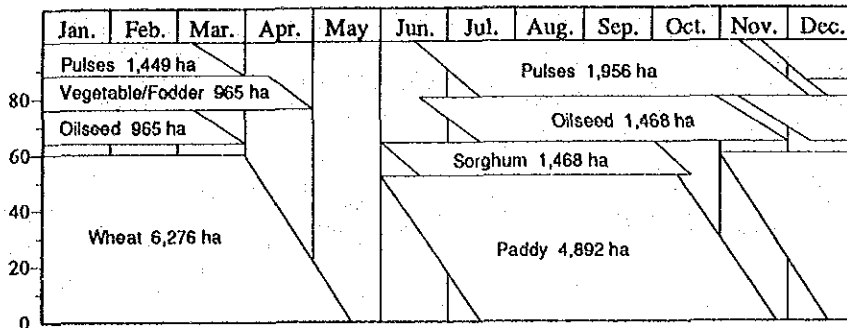 Jan. Feb. Mar. Apr. May Jun. Jul. Aug. Sep. Oct. Nov. Dec.
Pulses 1,449 ha
Pulses 1,956 ha
Vegetable/Fodder 965 ha
80
Oilseed 1,468 ha
Oilseed 965 ha
60
Sorghum 1,468 ha
40
Wheat 6,276 ha
Paddy 4,892 ha
20
0